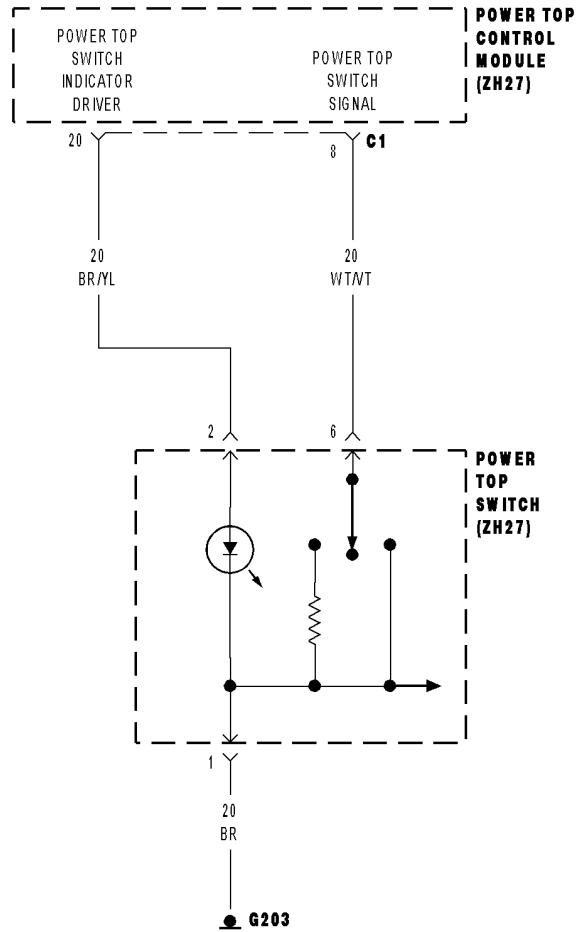 POWER TOP
CONTROL
MODULE
(ZH27)
POWER TOP
SWITCH
INDICATOR
DRIVER
POWER TOP
SWITCH
SIGNAL
20
8
C1
20
BR/YL
20
WT/VT
2
6
POWER
TOP
SWITCH
(ZH27)
1
20
BR
G203